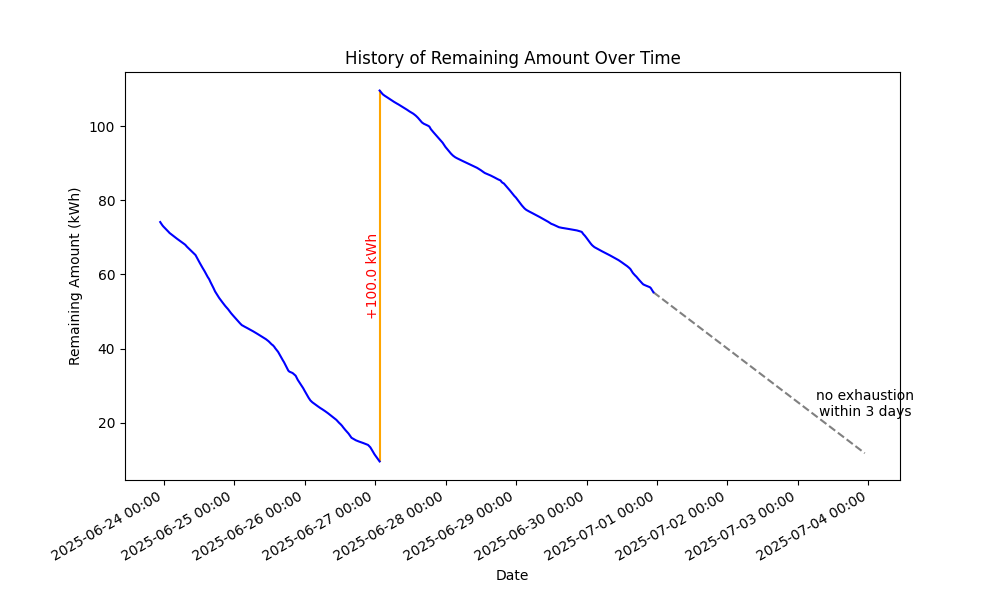 History of Remaining Amount Over Time
Remaining Amount (kWh)
100
80
60
40
20
+100.0 kWh
no exhaustion
within 3 days
2025-06-24 00:00
2025-06-25 00:00
2025-06-26 00:00
2025-06-27 00:00
2025-06-28 00:00
2025-06-29 00:00
2025-06-30 00:00
2025-07-01 00:00
2025-07-02 00:00
2025-07-03 00:00
2025-07-04 00:00
Date